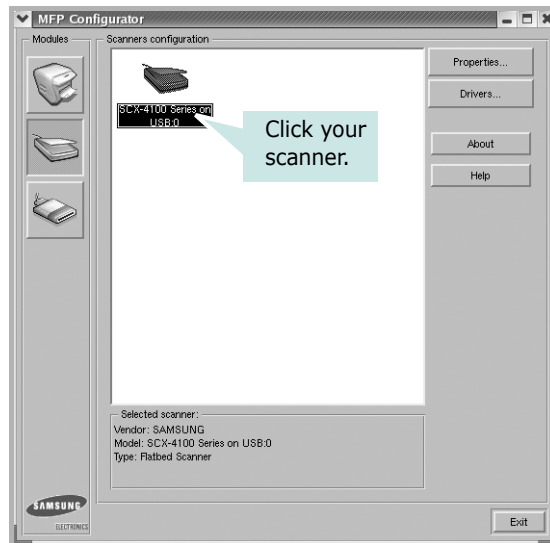 MFP Configurator
Modules
Scanners configuration
SCX-4100 Series on
USB:0
Click your
scanner.
Properties...
Drivers...
About
Help
Selected scanner:
Vendor: SAMSUNG
Model: SCX-4100 Series on USB:0
Type: Flatbed Scanner
SAMSUNG
ELECTRONICS
Exit